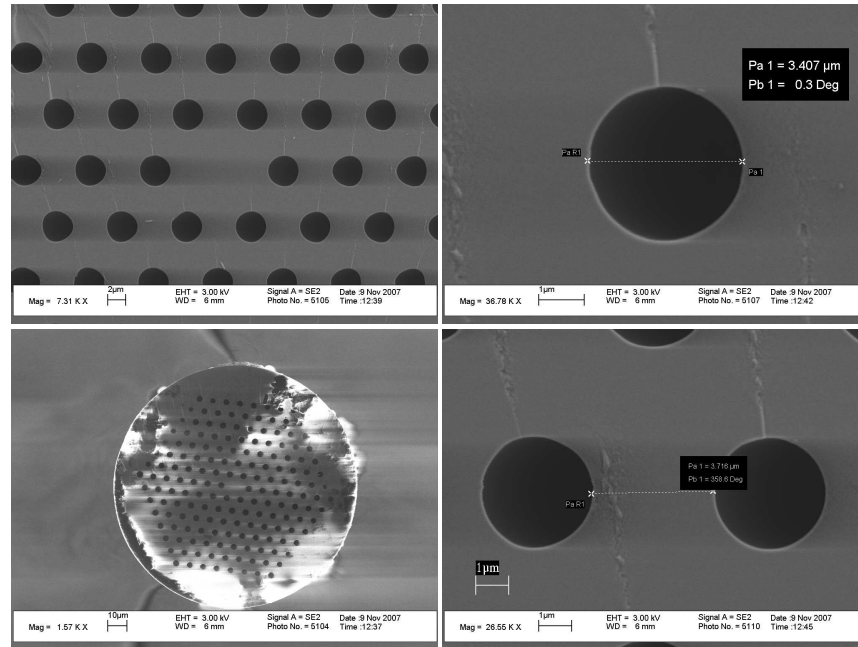 2µm
Mag = 7.31 K X
EHT = 3.00 kV
WD = 6 mm
Signal A = SE2
Photo No. = 5105
Date :9 Nov 2007
Time :12:39
Pa 1 = 3.407 µm
Pb 1 = 0.3 Deg
Pa R1
Pa 1
1µm
Mag = 36.78 K X
EHT = 3.00 kV
WD = 6 mm
Signal A = SE2
Photo No. = 5107
Date :9 Nov 2007
Time :12:42
10µm
Mag = 1.57 K X
EHT = 3.00 kV
WD = 6 mm
Signal A = SE2
Photo No. = 5104
Date :9 Nov 2007
Time :12:37
Pa 1 = 3.716 µm
Pb 1 = 358.6 Deg
Pa R1
1µm
1µm
Mag = 26.55 K X
EHT = 3.00 kV
WD = 6 mm
Signal A = SE2
Photo No. = 5110
Date :9 Nov 2007
Time :12:45